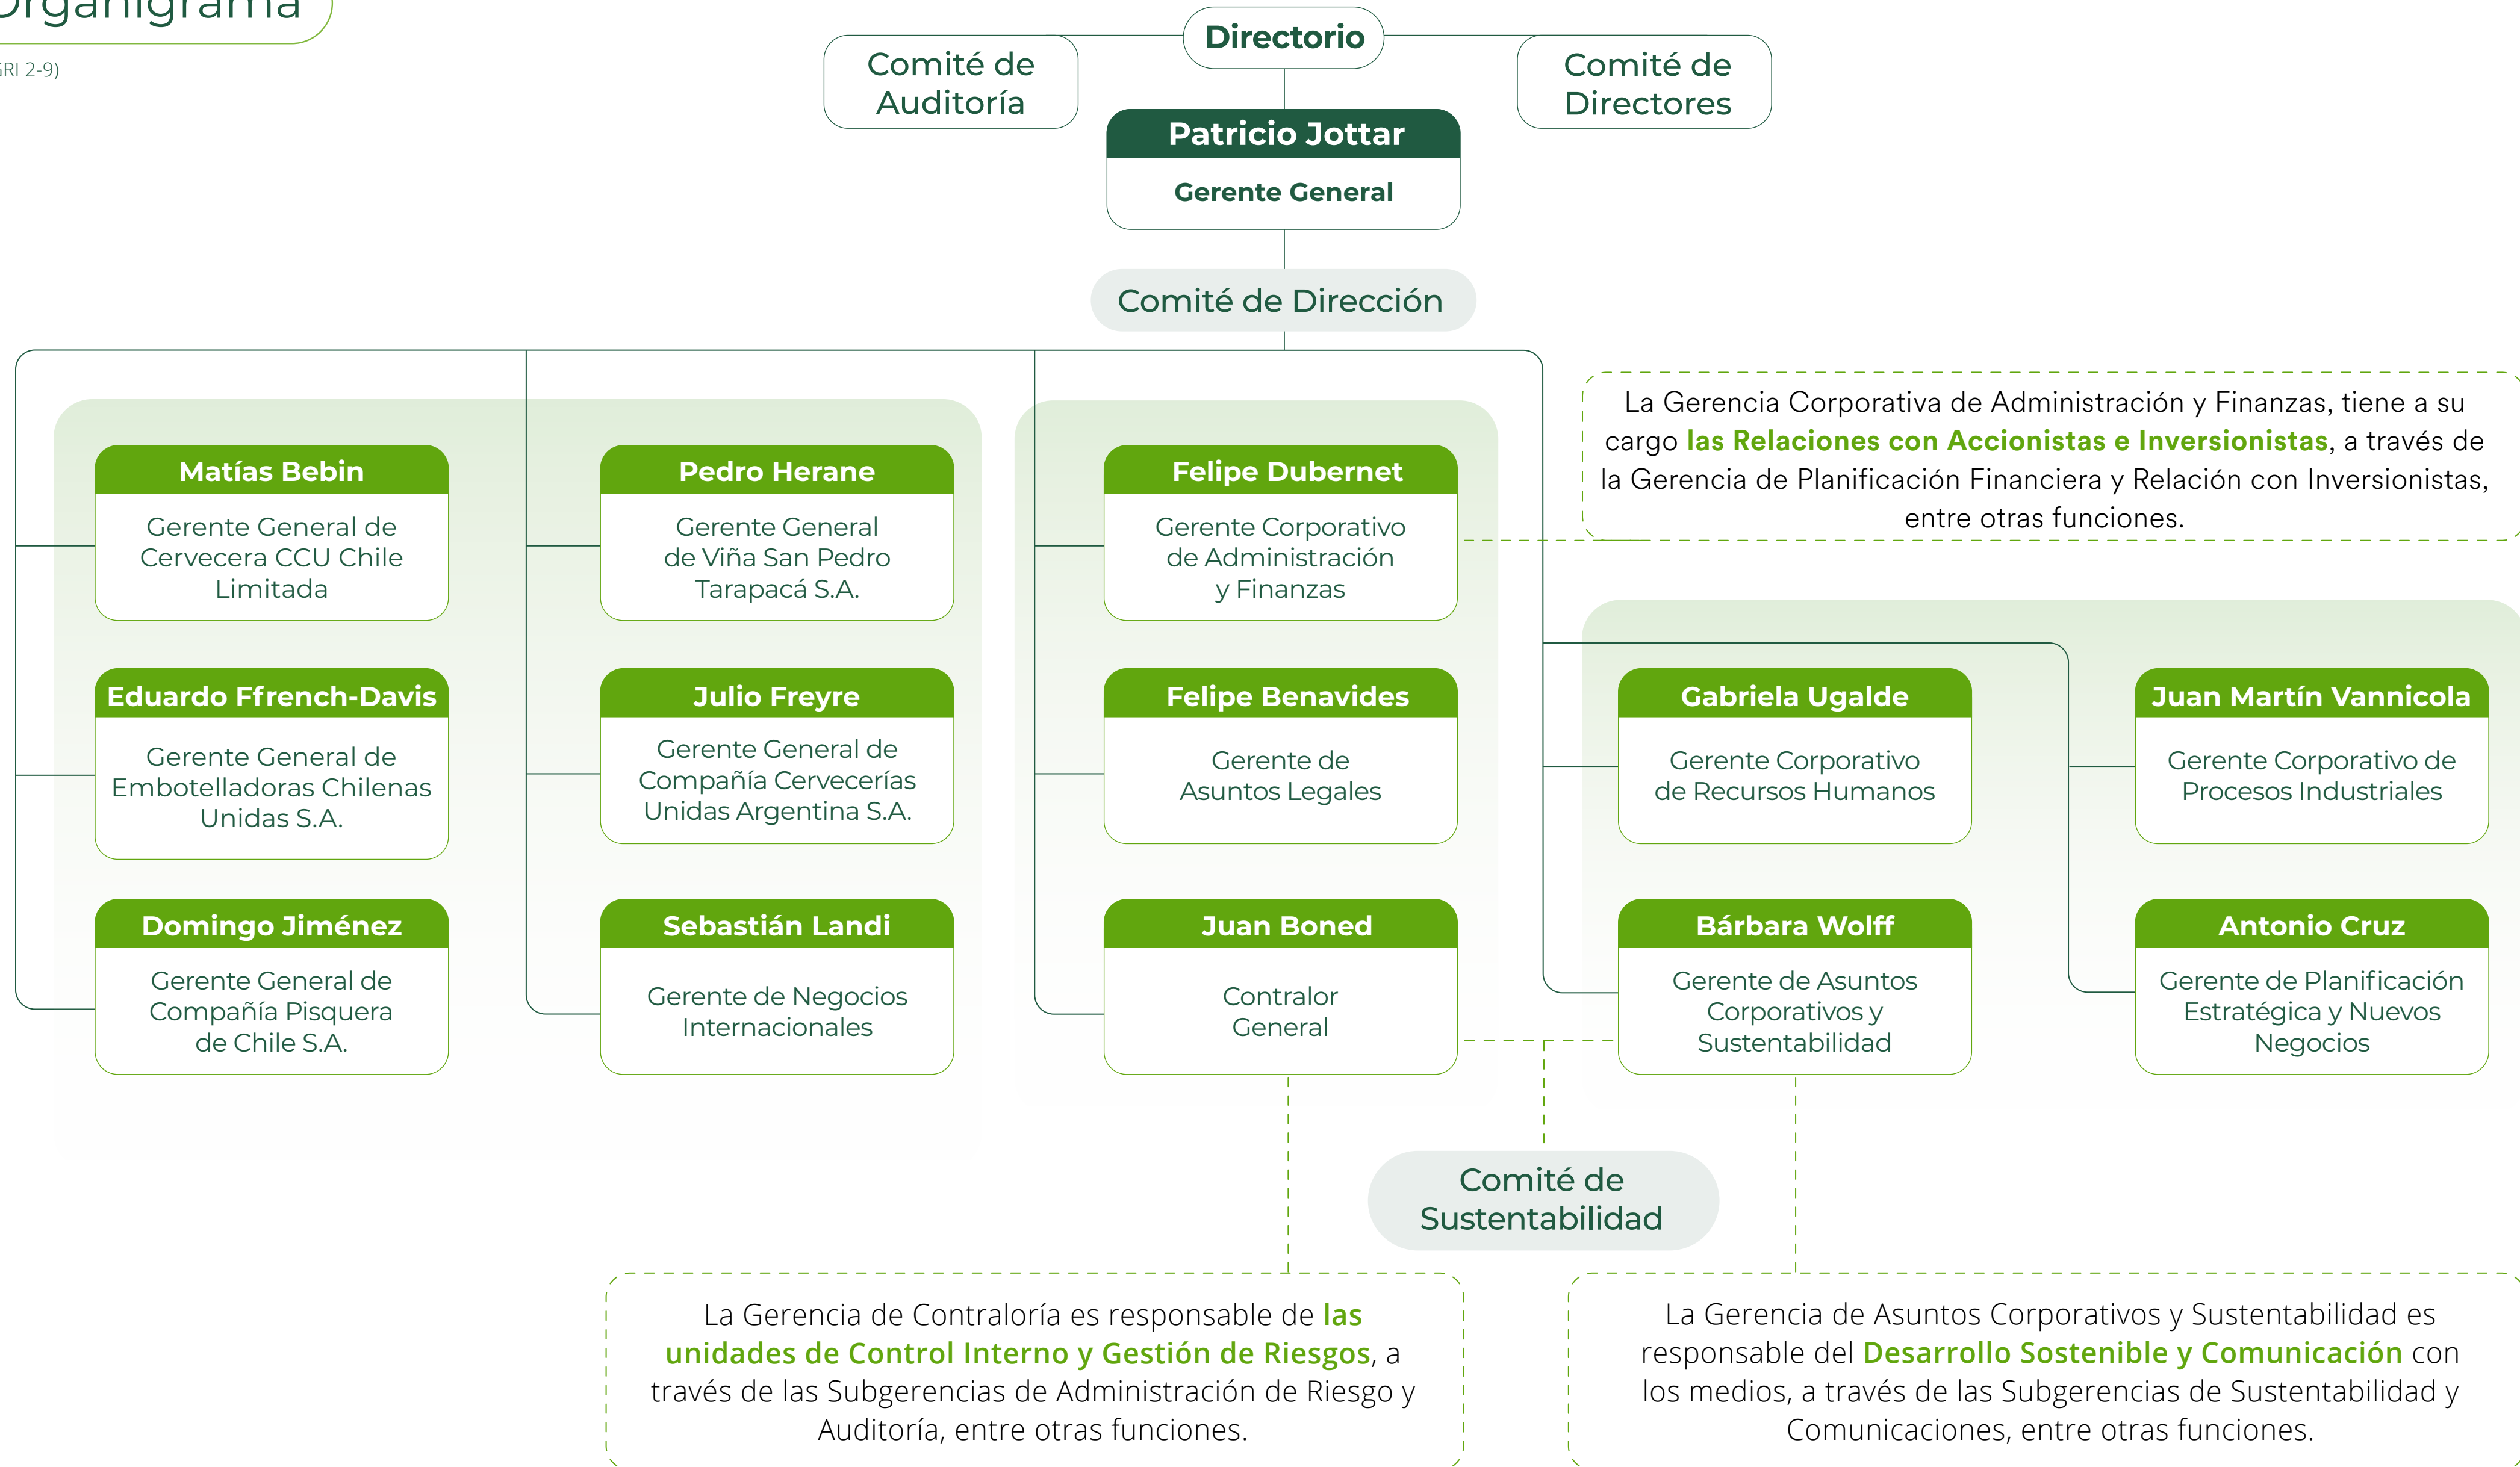 Organigrama
GRI 2-9)
Directorio
Comité de
Auditoría
Comité de
Directores
Patricio Jottar
Gerente General
Comité de Dirección
La Gerencia Corporativa de Administración y Finanzas, tiene a su
cargo las Relaciones con Accionistas e Inversionistas, a través de
la Gerencia de Planificación Financiera y Relación con Inversionistas,
entre otras funciones.
Matías Bebin
Gerente General de
Cervecera CCU Chile
Limitada
Pedro Herane
Gerente General
de Viña San Pedro
Tarapacá S.A.
Felipe Dubernet
Gerente Corporativo
de Administración
y Finanzas
Eduardo Ffrench-Davis
Gerente General de
Embotelladoras Chilenas
Unidas S.A.
Julio Freyre
Gerente General de
Compañía Cervecerías
Unidas Argentina S.A.
Felipe Benavides
Gerente de
Asuntos Legales
Gabriela Ugalde
Gerente Corporativo
de Recursos Humanos
Juan Martín Vannicola
Gerente Corporativo de
Procesos Industriales
Domingo Jiménez
Gerente General de
Compañía Pisquera
de Chile S.A.
Sebastián Landi
Gerente de Negocios
Internacionales
Juan Boned
Contralor
General
Bárbara Wolff
Gerente de Asuntos
Corporativos y
Sustentabilidad
Antonio Cruz
Gerente de Planificación
Estratégica y Nuevos
Negocios
Comité de
Sustentabilidad
La Gerencia de Contraloría es responsable de las
unidades de Control Interno y Gestión de Riesgos, a
través de las Subgerencias de Administración de Riesgo y
Auditoría, entre otras funciones.
La Gerencia de Asuntos Corporativos y Sustentabilidad es
responsable del Desarrollo Sostenible y Comunicación con
los medios, a través de las Subgerencias de Sustentabilidad y
Comunicaciones, entre otras funciones.